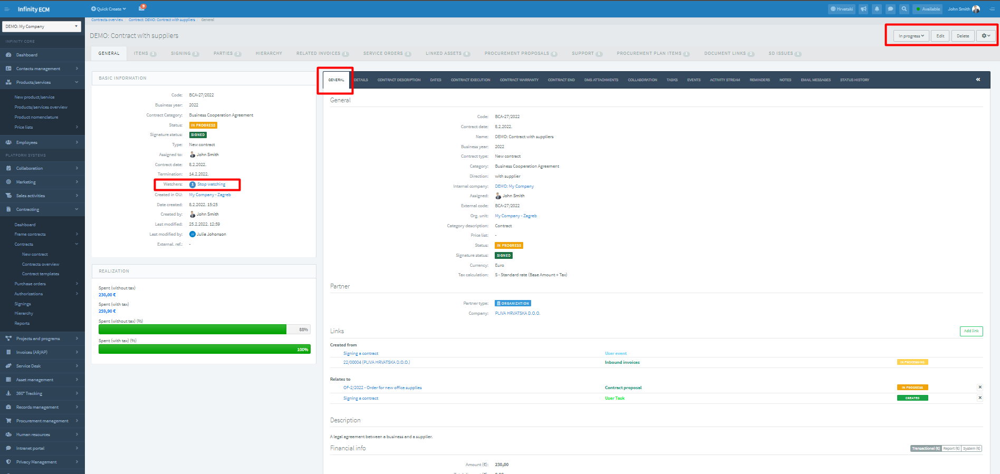 Infinity ECM
Quick Create
9
Hrvatski
Available
John Smith
DEMO: My Company
INFINITY CORE
Dashboard
Contacts management
Products/services
New product/service
Products/services overview
Product nomenclature
Price lists
Employees
PLATFORM SYSTEMS
Collaboration
Marketing
Sales activities
Contracting
Dashboard
Frame contracts
Contracts
New contract
Contracts overview
Contract templates
Purchase orders
Authorizations
Signings
Hierarchy
Reports
Projects and programs
Invoices (AR/AP)
Service Desk
Asset management
360° Tracking
Records management
Procurement management
Human resources
Intranet portal
Privacy Management
Contracts overview / Contract: DEMO: Contract with suppliers / General
DEMO: Contract with suppliers
In progress
Edit
Delete
GENERAL
ITEMS 3
SIGNING 3
PARTIES 2
HIERARCHY
RELATED INVOICES 1
SERVICE ORDERS 1
LINKED ASSETS 6
PROCUREMENT PROPOSALS 0
SUPPORT 1
PROCUREMENT PLAN ITEMS 1
DOCUMENT LINKS 2
SD ISSUES 1
BASIC INFORMATION
Code: BCA-27/2022
Business year: 2022
Contract Category: Business Cooperation Agreement
Status: IN PROGRESS
Signature status: SIGNED
Type: New contract
Assigned to: John Smith
Contract date: 8.2.2022.
Termination: 14.2.2022.
Watchers: 1 Stop watching
Created in OU: My Company - Zagreb
Date created: 8.2.2022. 15:25
Created by: John Smith
Last modified: 25.2.2022. 12:59
Last modified by: JJ Julia Johonson
External. ref.: -
REALIZATION
Spent (without tax)
230,00 €
Spent (with tax)
259,90 €
Spent (without tax) (%)
88%
Spent (with tax) (%)
100%
GENERAL
DETAILS
CONTRACT DESCRIPTION
DATES
CONTRACT EXECUTION
CONTRACT WARRANTY
CONTRACT END
DMS ATTACHMENTS
COLLABORATION
TASKS
EVENTS
ACTIVITY STREAM
REMINDERS
NOTES
EMAIL MESSAGES
STATUS HISTORY
«
General
Code: BCA-27/2022
Contract date: 8.2.2022.
Name: DEMO: Contract with suppliers
Business year: 2022
Contract type: New contract
Category: Business Cooperation Agreement
Direction: with supplier
Internal company: DEMO: My Company
Assigned: John Smith
External code: BCA-27/2022
Org. unit: My Company - Zagreb
Category description: Contract
Price list: -
Status: IN PROGRESS
Signature status: SIGNED
Currency: Euro
Tax calculation: S - Standard rate (Base Amount + Tax)
Partner
Partner type: ORGANIZATION
Company: PLIVA HRVATSKA D.O.O.
Links
Add link
Created from
Signing a contract User event
22/00004 (PLIVA HRVATSKA D.O.O.) Inbound invoices IN PROCESSING
Relates to
OF-2/2022 - Order for new office supplies Contract proposal IN PROGRESS ×
Signing a contract User Task CREATED ×
Description
A legal agreement between a business and a supplier.
Financial info
Transactional (€) Report (€) System (€)
Amount (€): 230,00